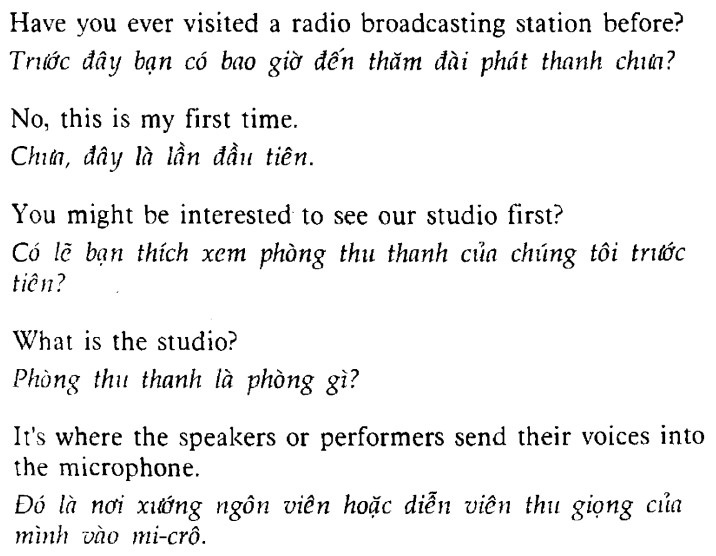 Have you ever visited a radio broadcasting station before?
Trước đây bạn có bao giờ đến thăm đài phát thanh chưa?
No, this is my first time.
Chưa, đây là lần đầu tiên.
You might be interested to see our studio first?
Có lẽ bạn thích xem phòng thu thanh của chúng tôi trước
tiên?
What is the studio?
Phòng thu thanh là phòng gì?
It's where the speakers or performers send their voices into
the microphone.
Đó là nơi xướng ngôn viên hoặc diễn viên thu giọng của
mình vào mi-crô.